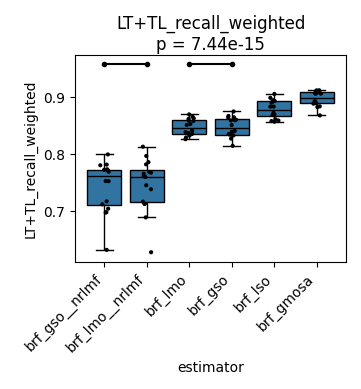 LT+TL_recall_weighted
p = 7.44e-15
LT+TL_recall_weighted
0.9
0.8
0.7
brf_gso__nrlmf
brf_lmo__nrlmf
brf_lmo
brf_gso
brf_lso
brf_gmosa
estimator